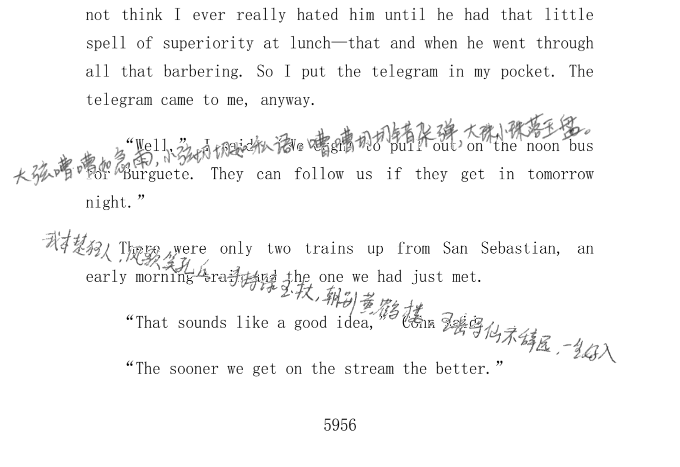 not think I ever really hated him until he had that little
spell of superiority at lunch—that and when he went through
all that barbering. So I put the telegram in my pocket. The
telegram came to me, anyway.
“Well,” I said. “We ought to pull out on the noon bus
大弦嘈嘈如急雨,小弦切切如私语。嘈嘈切切错杂弹,大珠小珠落玉盘。
for Burguete. They can follow us if they get in tomorrow
night.”
There were only two trains up from San Sebastian, an
我本楚狂人,凤歌笑孔丘。手持绿玉杖,朝别黄鹤楼。五岳寻仙不辞远,一生好入
early morning train and the one we had just met.
“That sounds like a good idea,” Cohn said.
“The sooner we get on the stream the better.”
5956